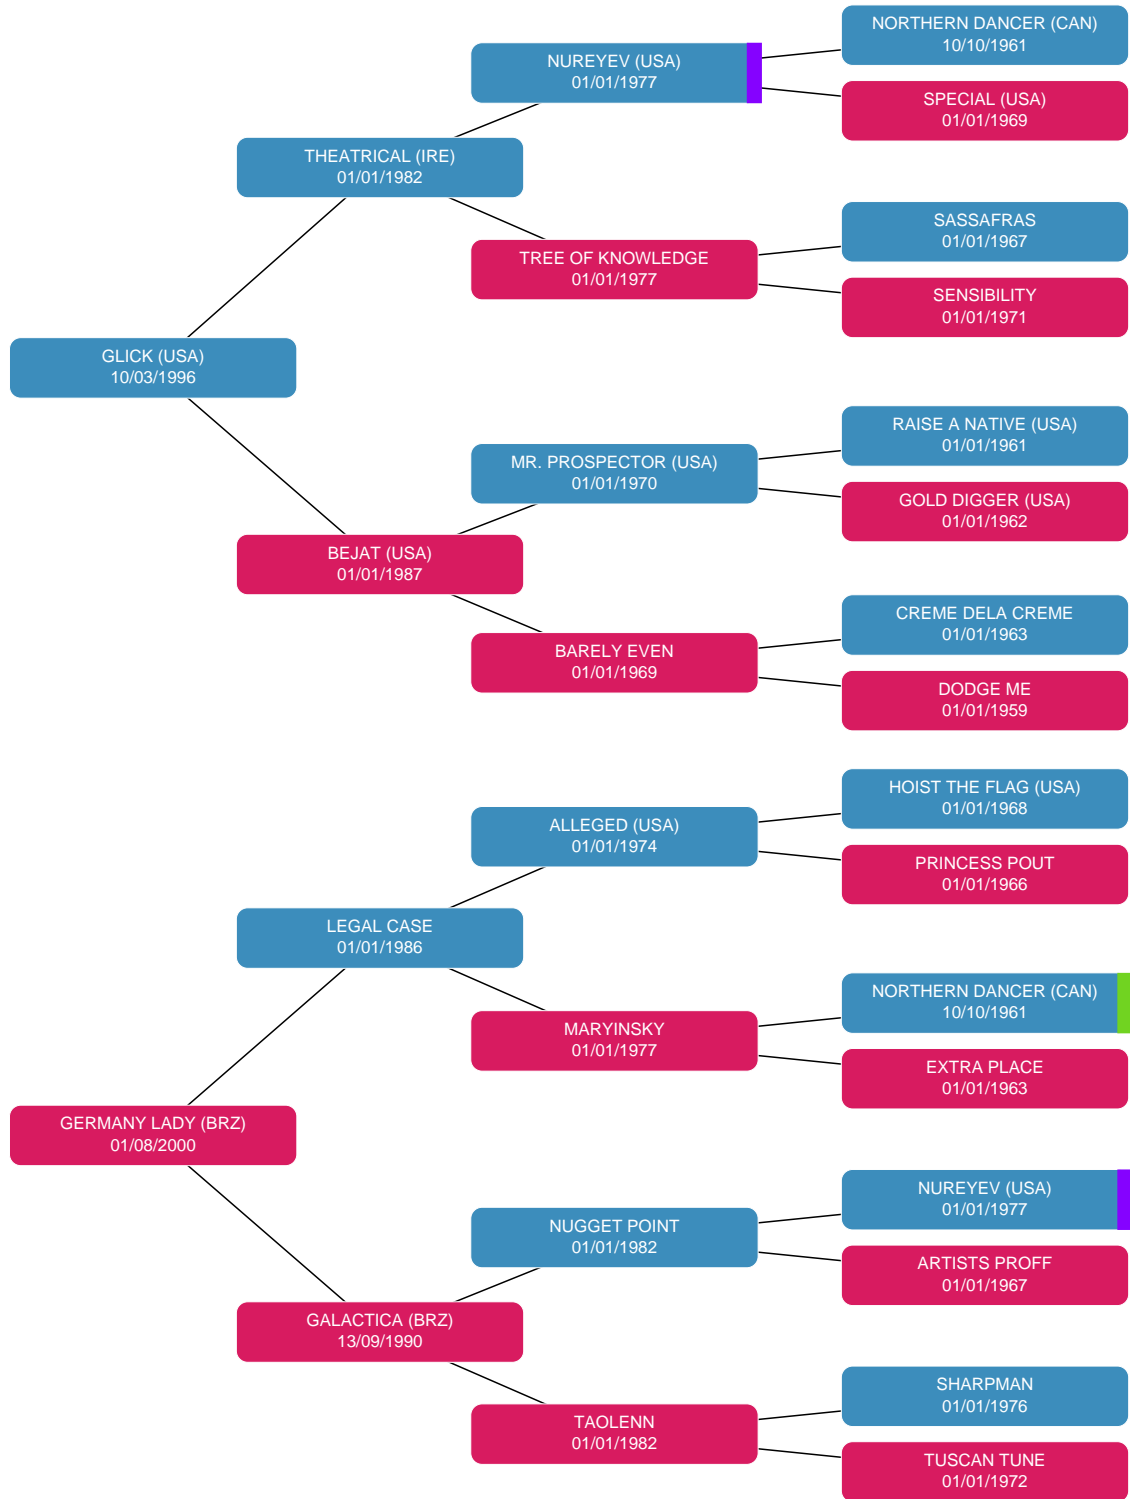 NORTHERN DANCER (CAN)
10/10/1961
NUREYEV (USA)
01/01/1977
SPECIAL (USA)
01/01/1969
THEATRICAL (IRE)
01/01/1982
SASSAFRAS
01/01/1967
TREE OF KNOWLEDGE
01/01/1977
SENSIBILITY
01/01/1971
GLICK (USA)
10/03/1996
RAISE A NATIVE (USA)
01/01/1961
MR. PROSPECTOR (USA)
01/01/1970
GOLD DIGGER (USA)
01/01/1962
BEJAT (USA)
01/01/1987
CREME DELA CREME
01/01/1963
BARELY EVEN
01/01/1969
DODGE ME
01/01/1959
HOIST THE FLAG (USA)
01/01/1968
ALLEGED (USA)
01/01/1974
PRINCESS POUT
01/01/1966
LEGAL CASE
01/01/1986
NORTHERN DANCER (CAN)
10/10/1961
MARYINSKY
01/01/1977
EXTRA PLACE
01/01/1963
GERMANY LADY (BRZ)
01/08/2000
NUREYEV (USA)
01/01/1977
NUGGET POINT
01/01/1982
ARTISTS PROFF
01/01/1967
GALACTICA (BRZ)
13/09/1990
SHARPMAN
01/01/1976
TAOLENN
01/01/1982
TUSCAN TUNE
01/01/1972